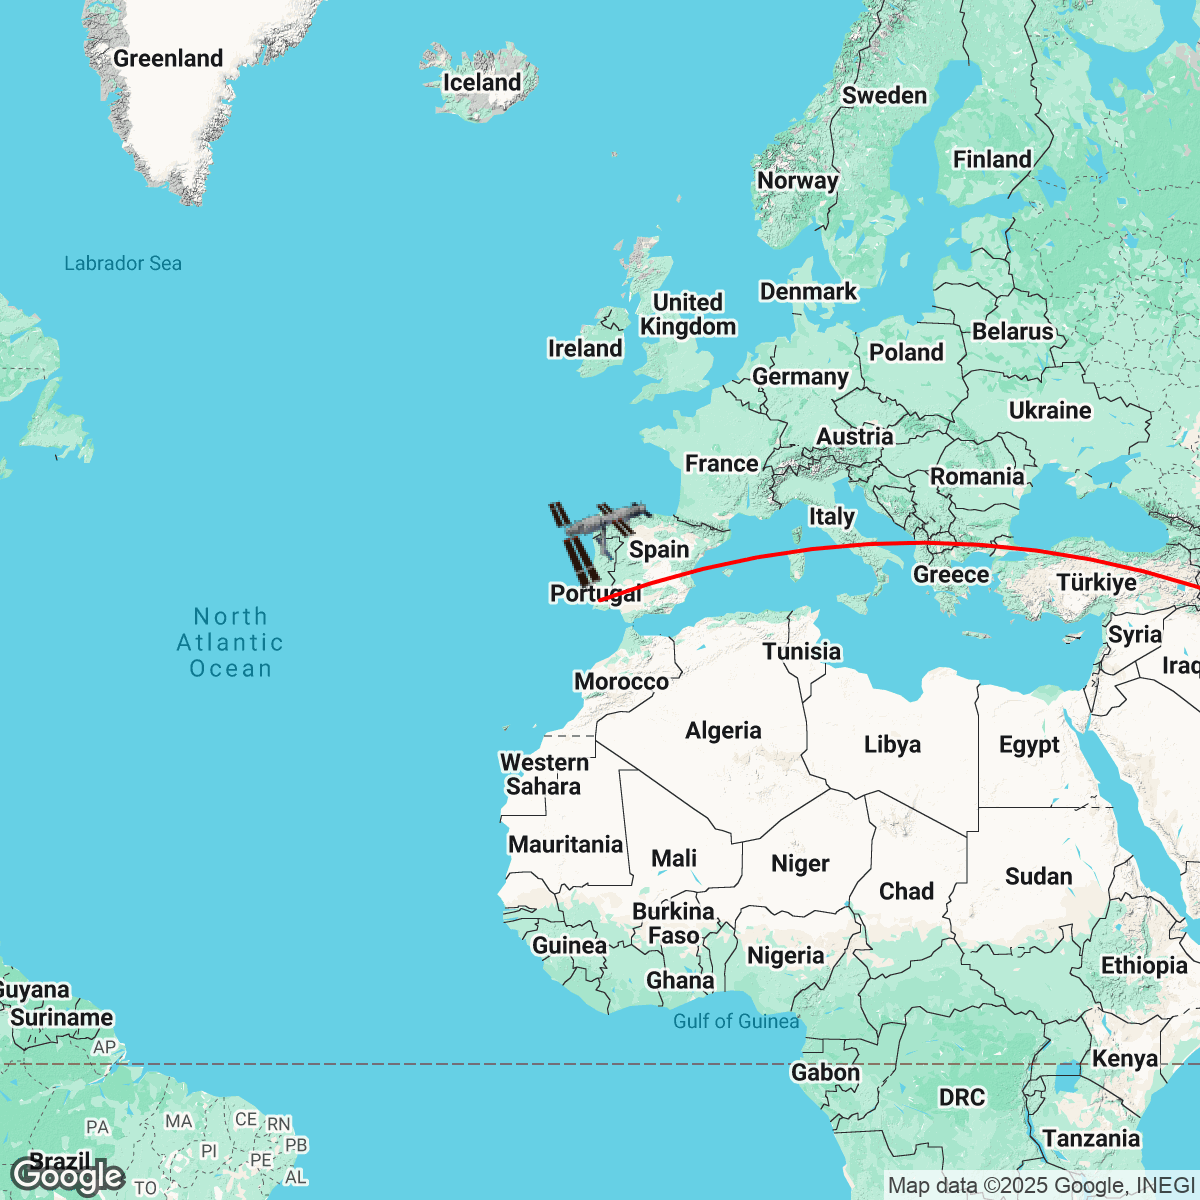 Greenland
Iceland
Sweden
Finland
Norway
Labrador Sea
Denmark
United
Kingdom
Belarus
Ireland
Poland
Germany
Ukraine
Austria
France
Romania
Italy
Spain
Greece
Türkiye
Portugal
North
Atlantic
Ocean
Syria
Tunisia
Iraq
Morocco
Algeria
Libya
Egypt
Western
Sahara
Mauritania
Mali
Niger
Chad
Sudan
Burkina
Faso
Guinea
Nigeria
Ethiopia
Ghana
Guyana
Suriname
Gulf of Guinea
AP
Kenya
Gabon
DRC
MA
CE
RN
PA
PB
PI
PE
Tanzania
Brazil
AL
TO
Google
Map data ©2025 Google, INEGI